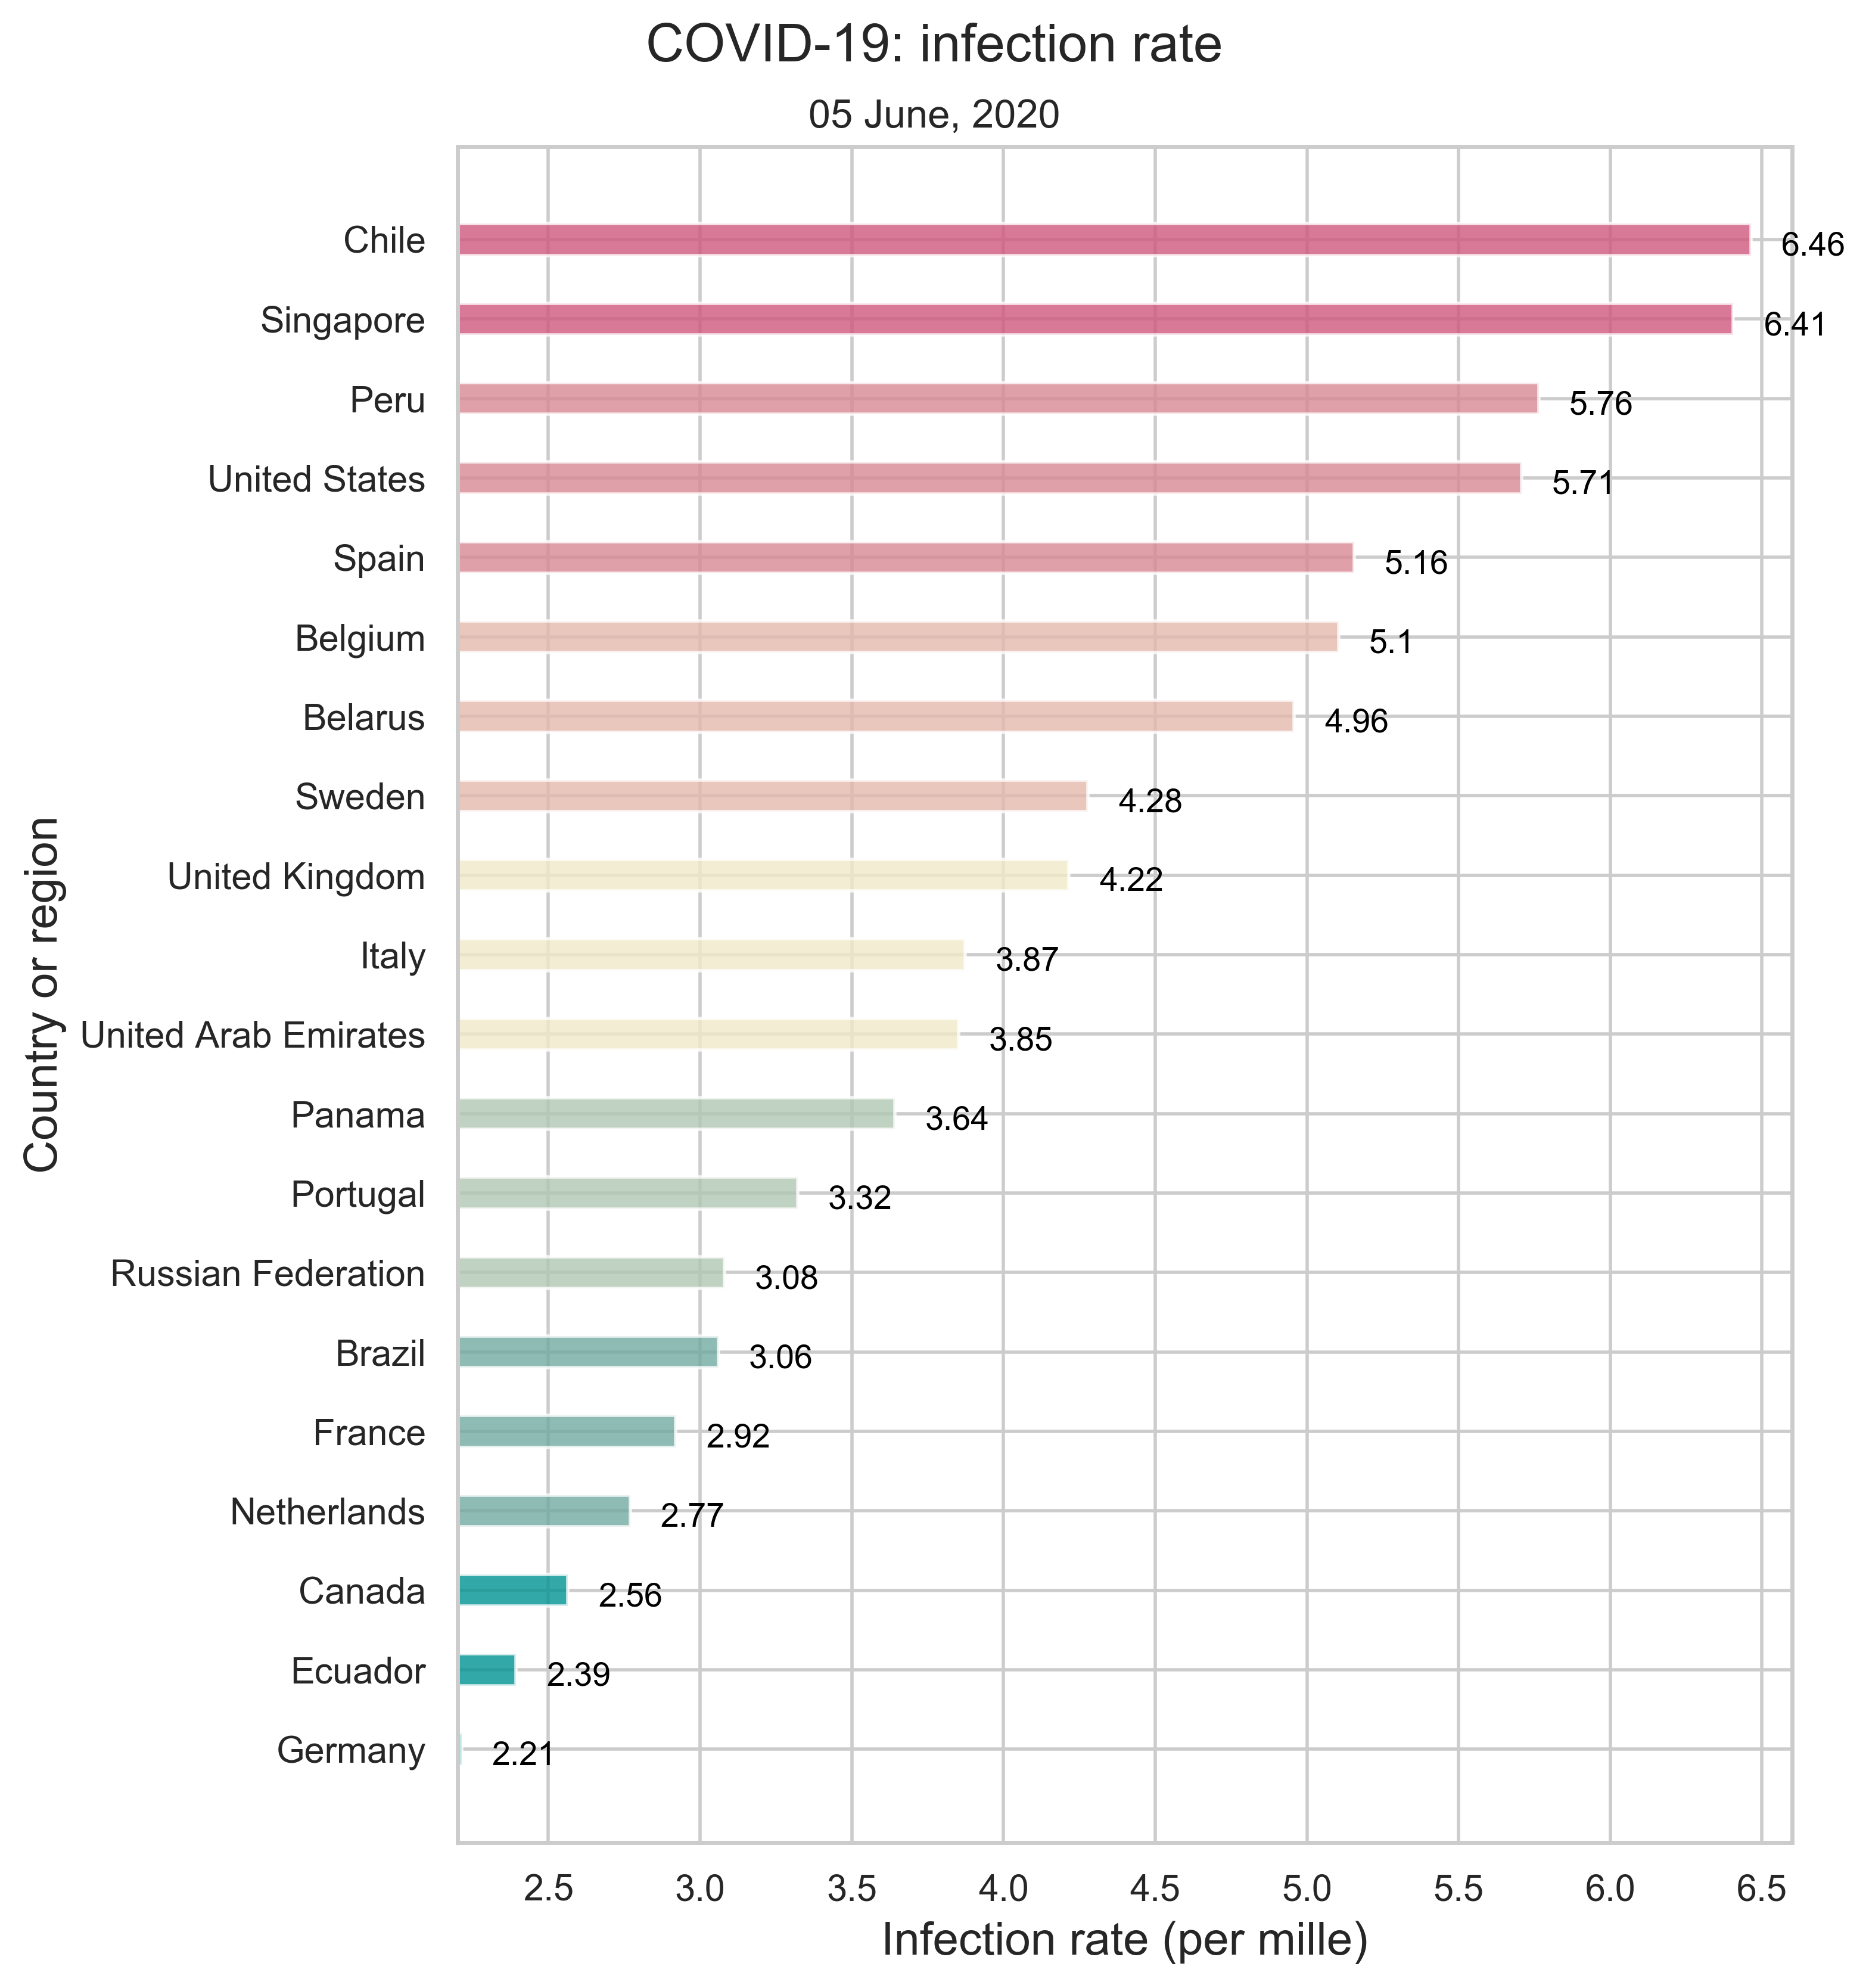 COVID-19: infection rate
05 June, 2020
Chile 6.46
Singapore 6.41
Peru 5.76
United States 5.71
Spain 5.16
Belgium 5.1
Belarus 4.96
Sweden 4.28
United Kingdom 4.22
Italy 3.87
United Arab Emirates 3.85
Panama 3.64
Portugal 3.32
Russian Federation 3.08
Brazil 3.06
France 2.92
Netherlands 2.77
Canada 2.56
Ecuador 2.39
Germany 2.21
Country or region
2.5 3.0 3.5 4.0 4.5 5.0 5.5 6.0 6.5
Infection rate (per mille)